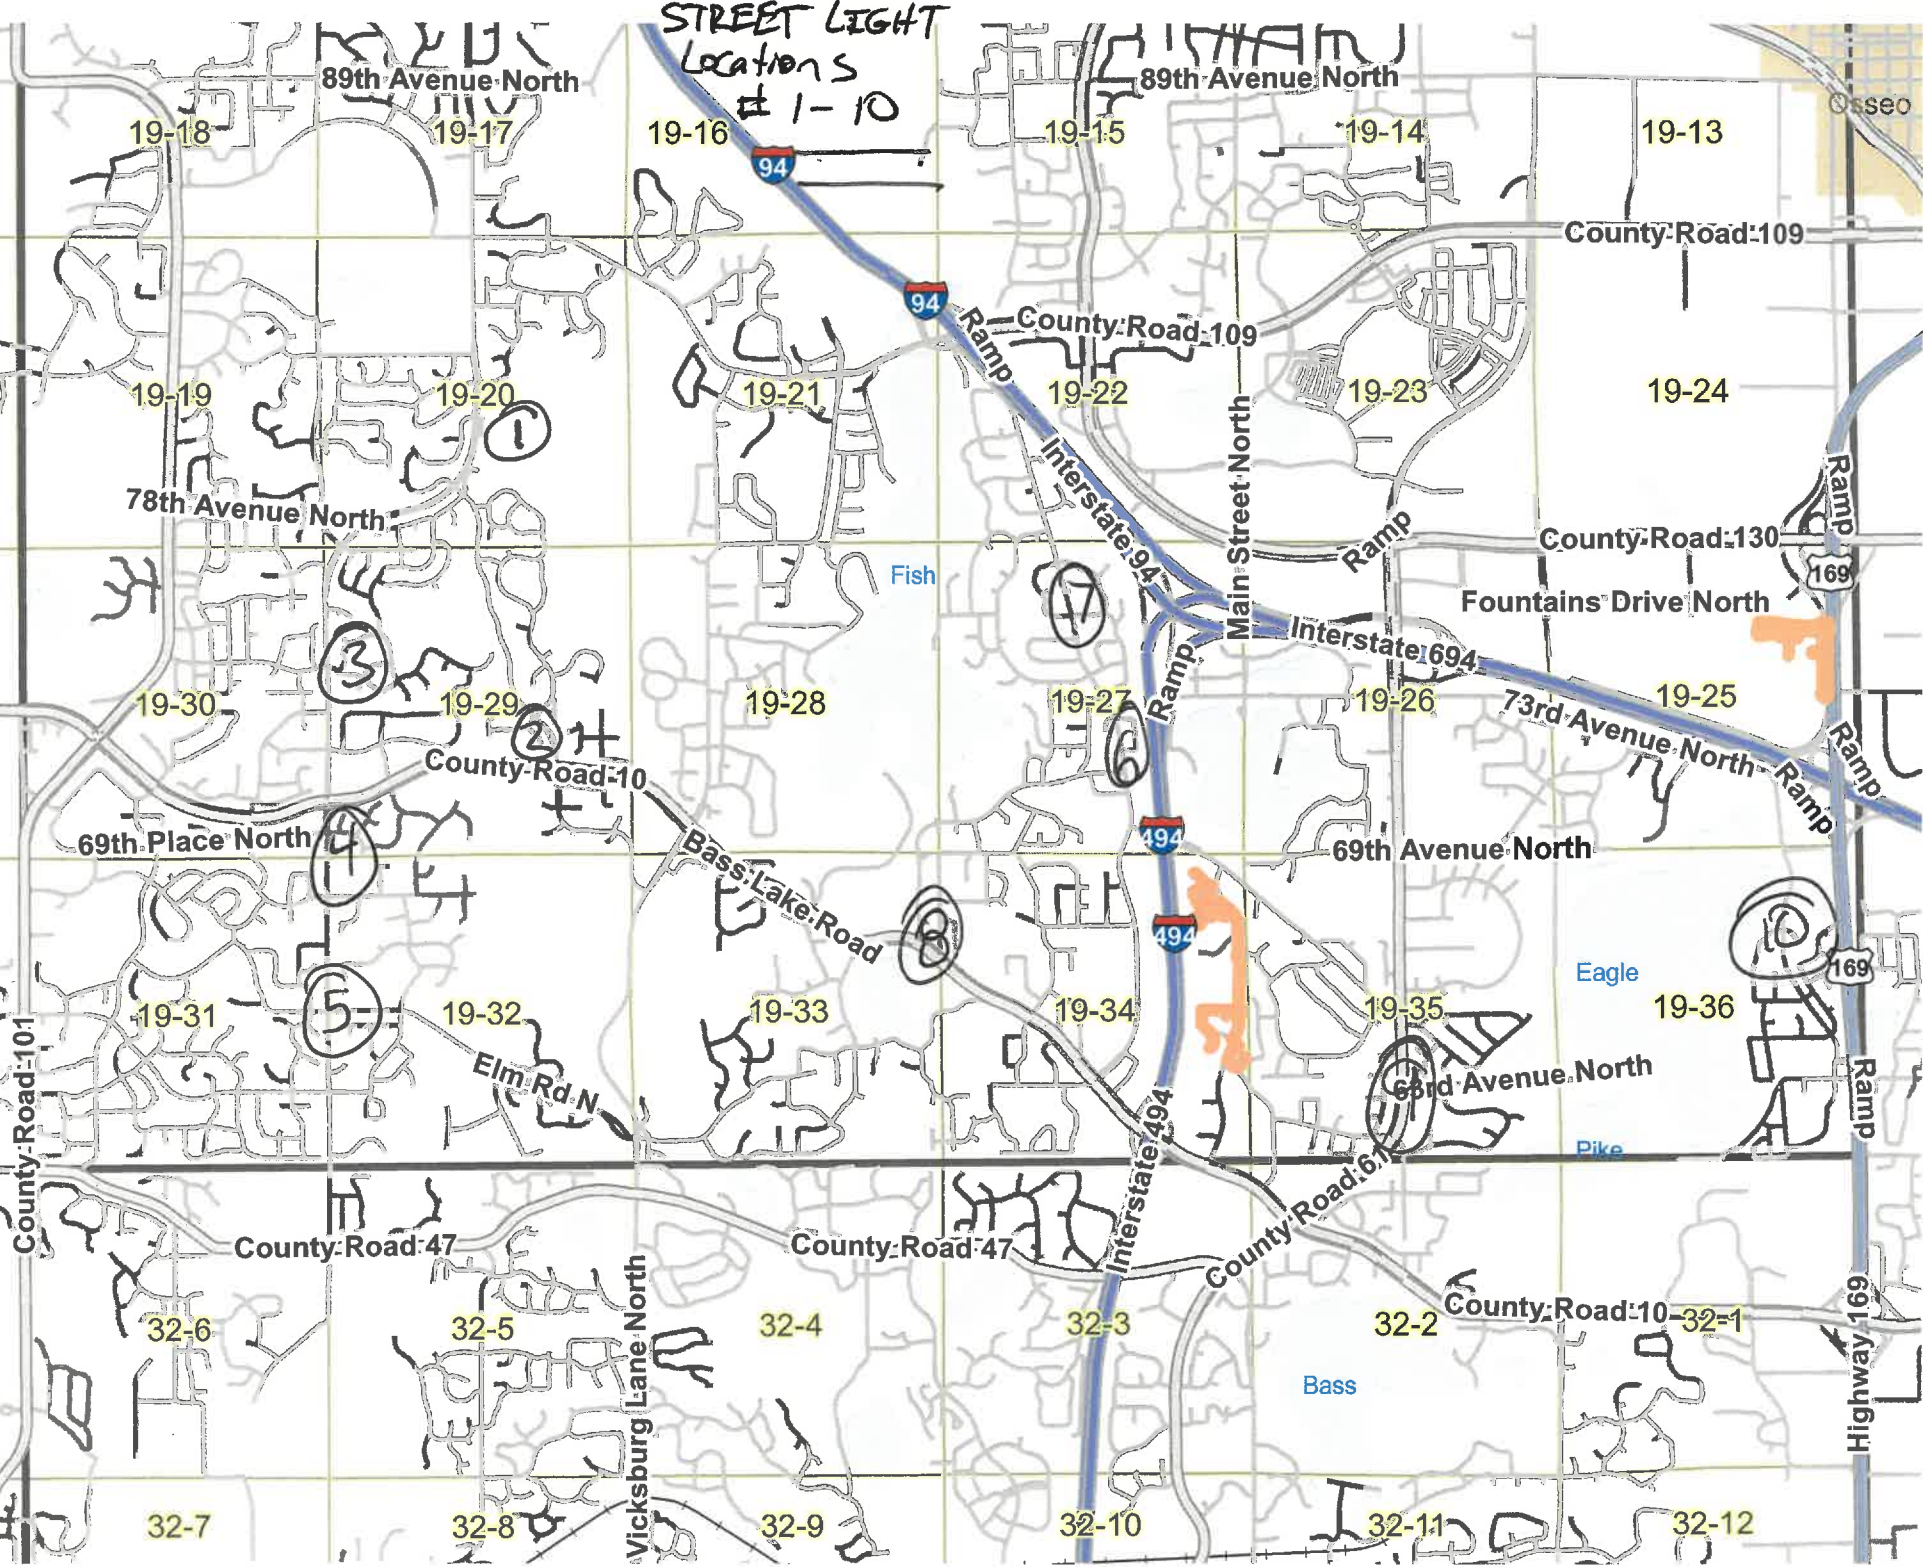 STREET LIGHT
Locations
# 1-10
89th Avenue North
89th Avenue North
Osseo
19-18
19-17
19-16
19-15
19-14
19-13
94
County Road 109
94
Ramp
County Road 109
19-19
19-20
19-21
19-22
19-23
19-24
1
78th Avenue North
Interstate 94
Main Street North
Ramp
Ramp
County Road 130
Fish
169
7
Fountains Drive North
Interstate 694
3
19-30
19-29
19-28
19-27
Ramp
19-26
19-25
2
6
73rd Avenue North
Ramp
Ramp
County Road 10
69th Place North
4
Bass Lake Road
494
69th Avenue North
8
494
10
169
Eagle
5
19-31
19-32
19-33
19-34
19-35
19-36
County Road 101
Elm Rd N
63rd Avenue North
Ramp
Pike
Interstate 494
County Road 61
County Road 47
County Road 47
Vicksburg Lane North
32-6
32-5
32-4
32-3
32-2
County Road 10
32-1
Highway 169
Bass
32-7
32-8
32-9
32-10
32-11
32-12